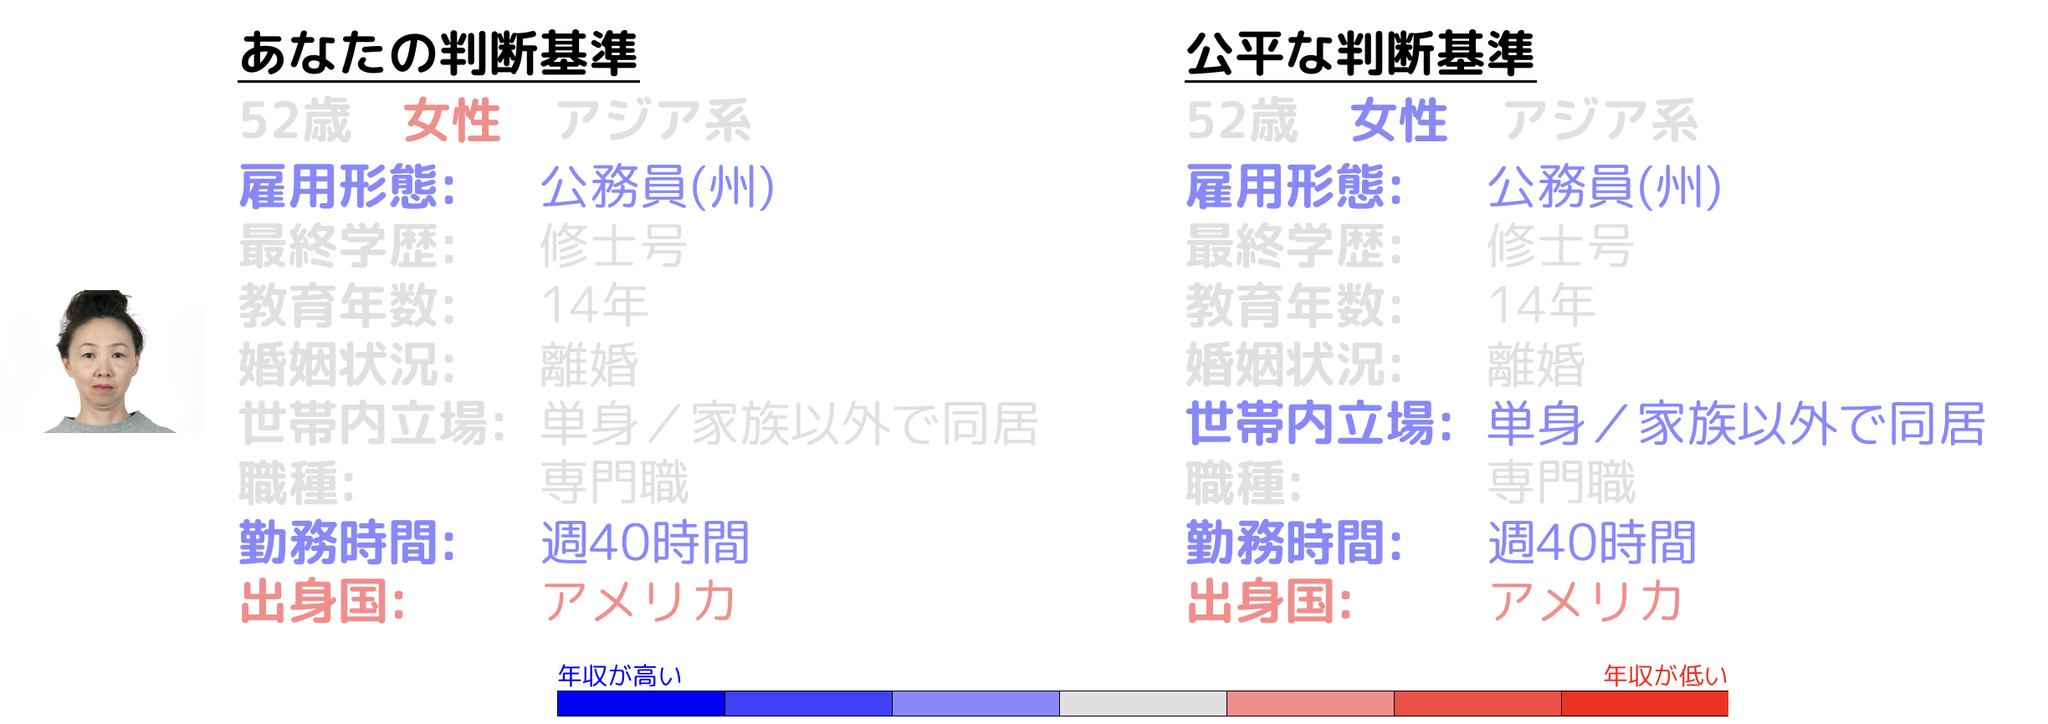 あなたの判断基準
52歳 女性 アジア系
雇用形態: 公務員(州)
最終学歴: 修士号
教育年数: 14年
婚姻状況: 離婚
世帯内立場: 単身／家族以外で同居
職種: 専門職
勤務時間: 週40時間
出身国: アメリカ
公平な判断基準
52歳 女性 アジア系
雇用形態: 公務員(州)
最終学歴: 修士号
教育年数: 14年
婚姻状況: 離婚
世帯内立場: 単身／家族以外で同居
職種: 専門職
勤務時間: 週40時間
出身国: アメリカ
年収が高い
年収が低い